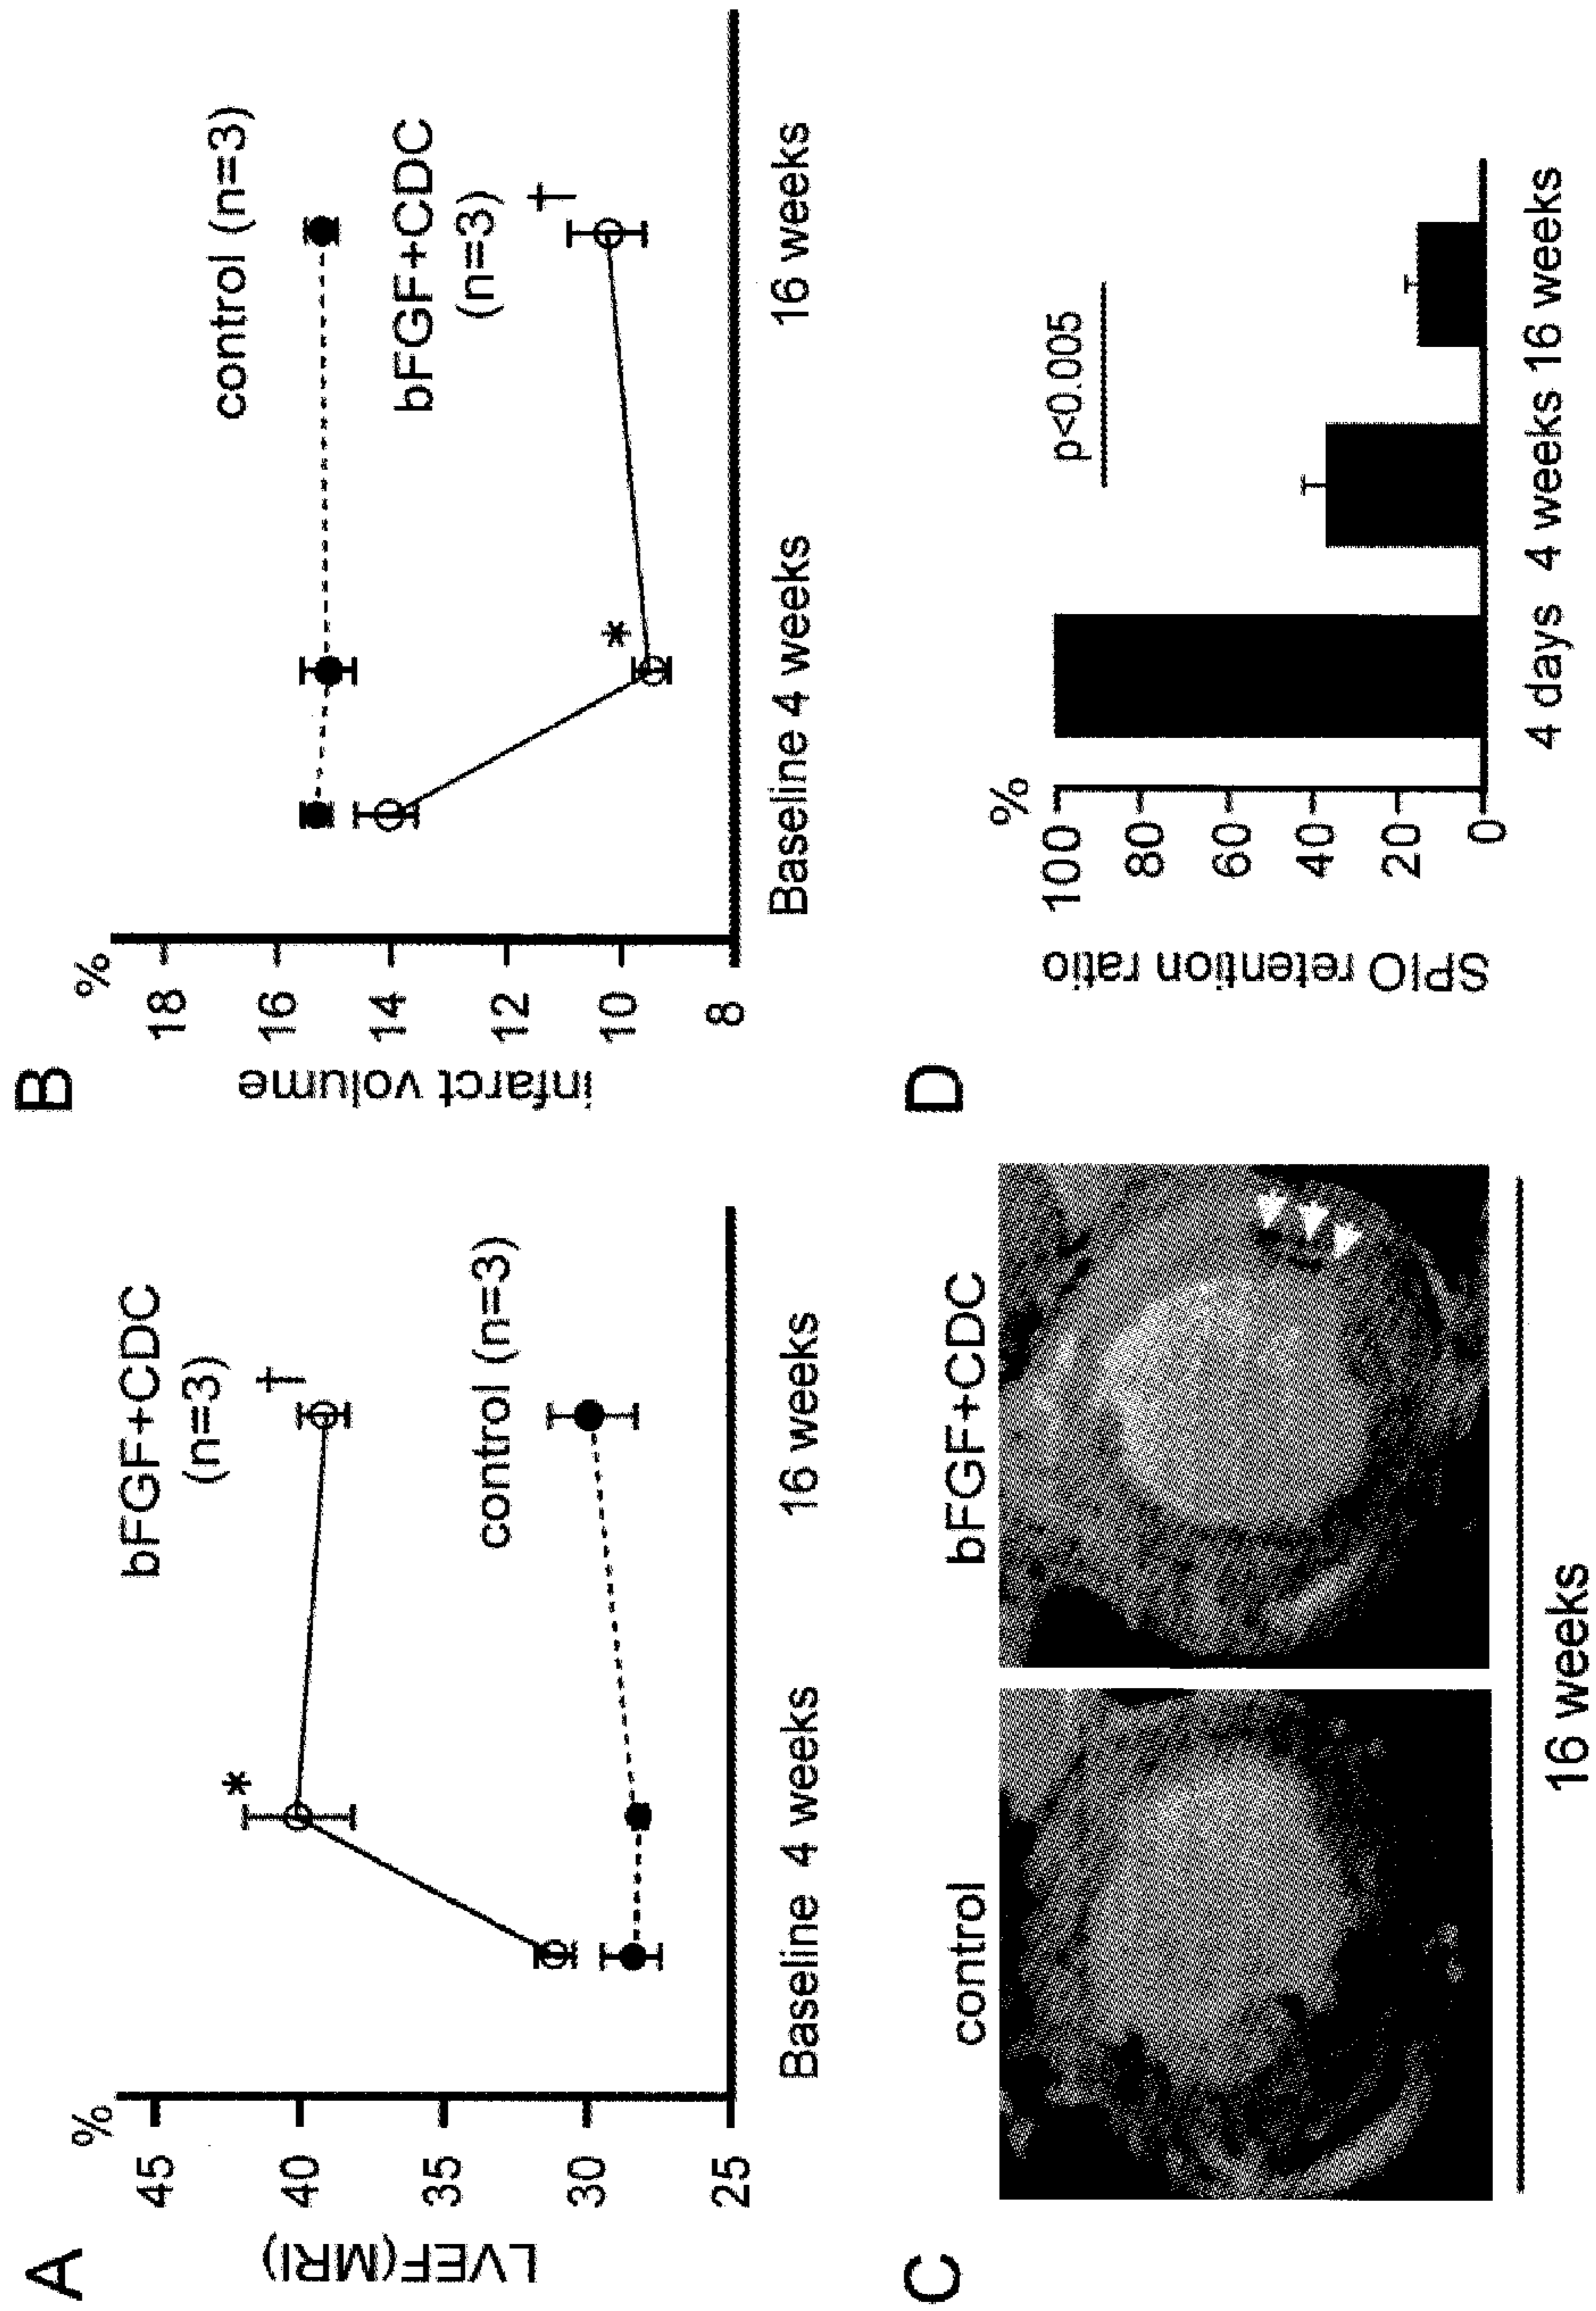 A
%
45
40
35
30
25
LVEF(MRI)
bFGF+CDC
(n=3)
†
*
control (n=3)
Baseline 4 weeks 16 weeks
B
%
18
16
14
12
10
8
infarct volume
control (n=3)
bFGF+CDC
(n=3)
†
*
Baseline 4 weeks 16 weeks
C
control
bFGF+CDC
16 weeks
D
%
100
80
60
40
20
0
SPIO retention ratio
p<0.005
4 days 4 weeks 16 weeks